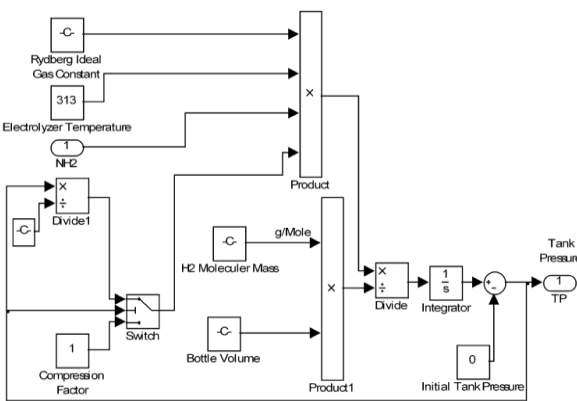 -C-
Rydberg Ideal
Gas Constant
313
Electrolyzer Temperature
1
NH2
×
Product
×
÷
Divide1
-C-
-C-
g/Mole
H2 Moleculer Mass
×
÷
Divide
1
s
Integrator
+
−
Tank
Pressure
1
TP
Switch
×
-C-
Bottle Volume
1
Compression
Factor
Product1
0
Initial Tank Pressure